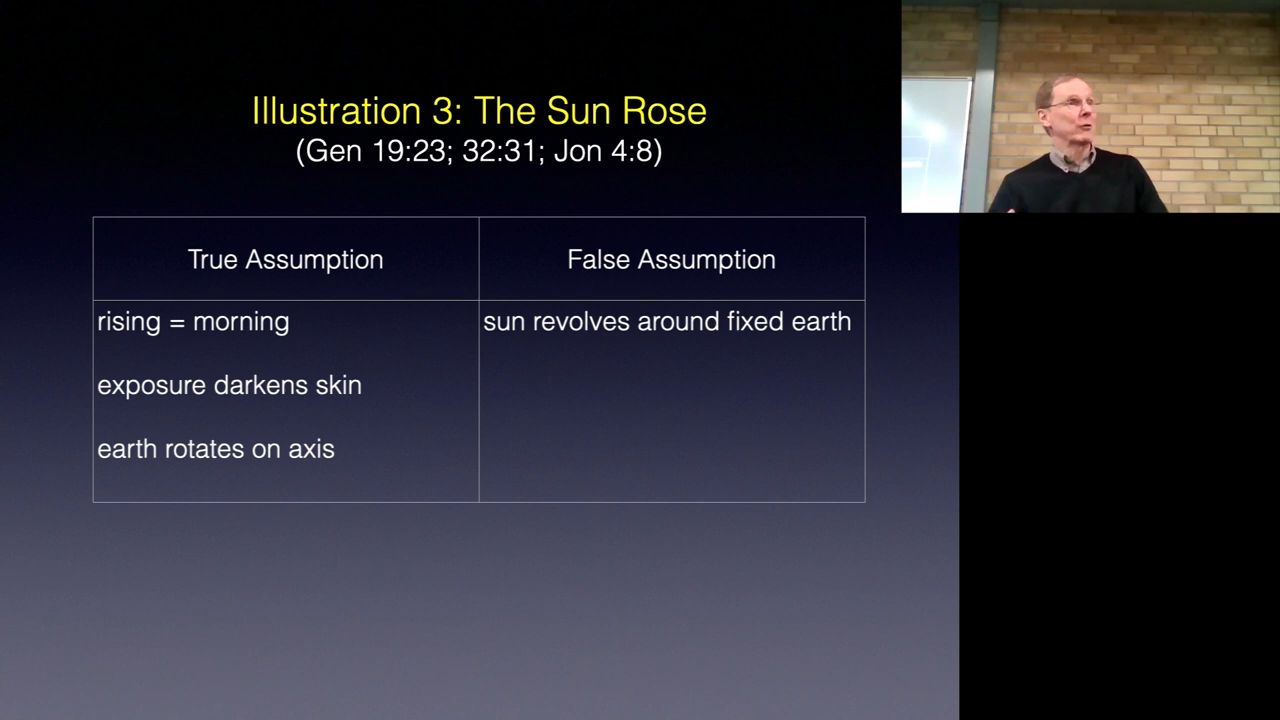 Illustration 3: The Sun Rose
(Gen 19:23; 32:31; Jon 4:8)
True Assumption
False Assumption
rising = morning
sun revolves around fixed earth
exposure darkens skin
earth rotates on axis